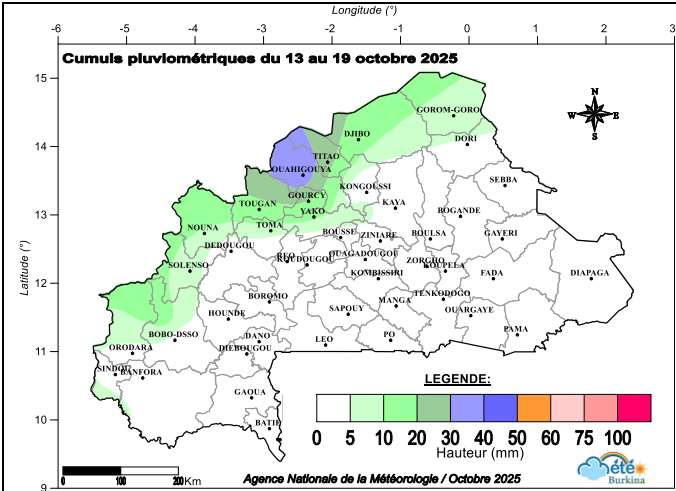 Longitude (°)
-6 -5 -4 -3 -2 -1 0 1 2 3
Cumuls pluviométriques du 13 au 19 octobre 2025
15
14
13
12
11
10
9
Latitude (°)
N
W E
S
GOROM-GORO
DJIBO
DORI
TITAO
OUAHIGOUYA
SEBBA
KONGOUSSI
GOURCY
KAYA
TOUGAN
YAKO
BOGANDE
TOMA
NOUNA
BOUSSE
ZINIARE
BOULSA
GAYERI
DEDOUGOU
REO
KOUDOUGOU
OUAGADOUGOU
ZORGHO
KOUPELA
SOLENSO
KOMBISSIRI
FADA
DIAPAGA
BOROMO
TENKODOGO
MANGA
HOUNDE
SAPOUY
OUARGAYE
BOBO-DSSO
DANO
LEO
PO
PAMA
ORODARA
DIEBOUGOU
SINDOU
BANFORA
GAOUA
BATIE
LEGENDE:
0 5 10 20 30 40 50 60 75 100
Hauteur (mm)
0 100 200 Km
Agence Nationale de la Météorologie / Octobre 2025
été
Burkina